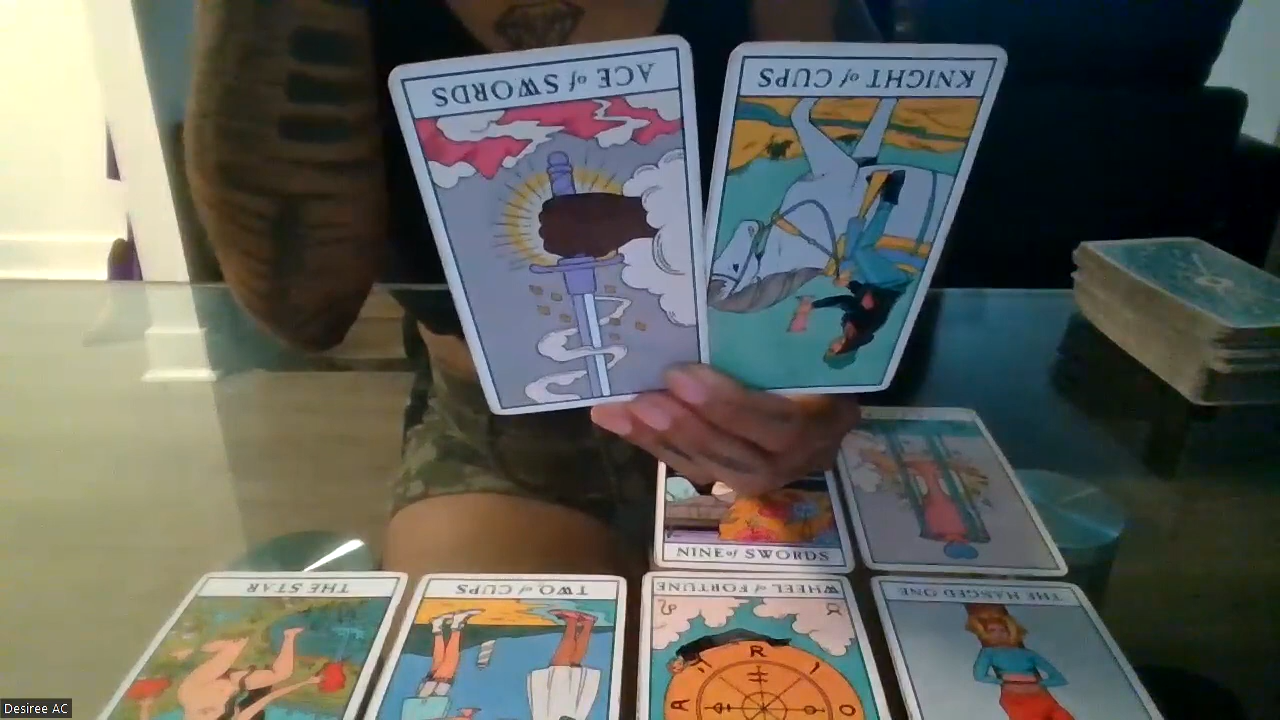 ACE of SWORDS
KNIGHT of CUPS
NINE of SWORDS
THE STAR
TWO of CUPS
WHEEL of FORTUNE
THE HANGED ONE
R
Desiree AC